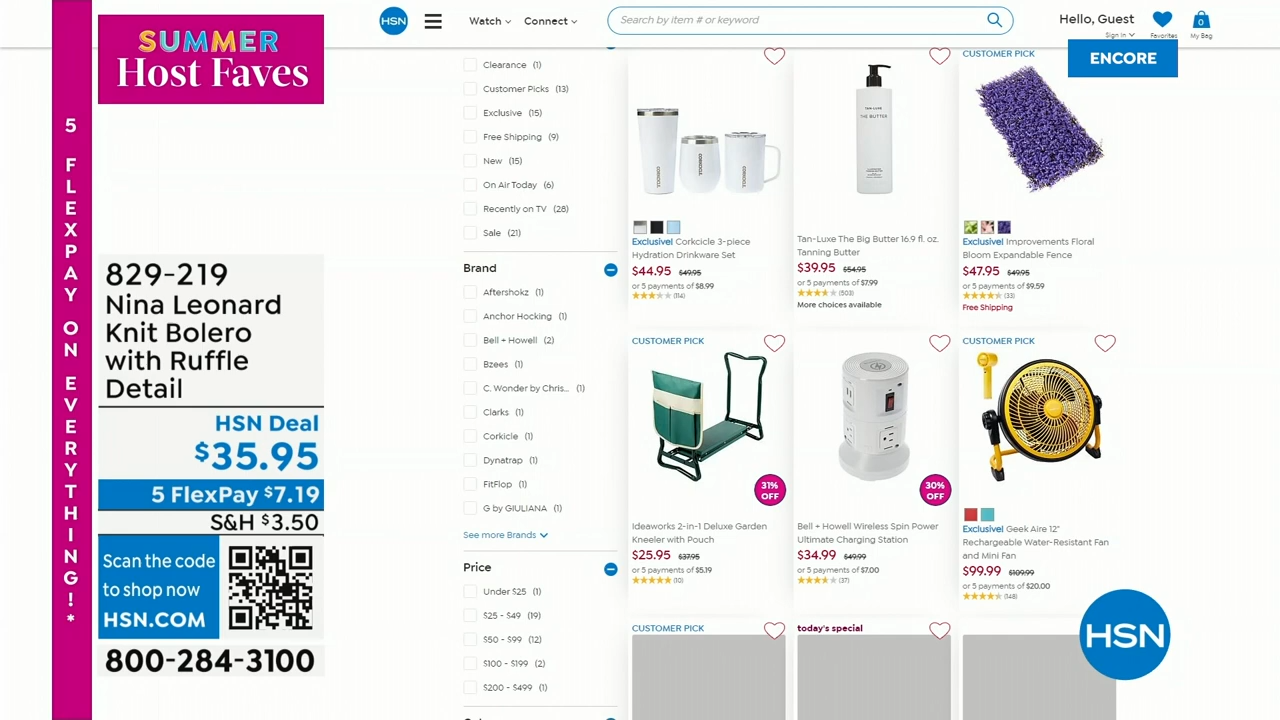 SUMMER
Host Faves
5 FLEXPAY ON EVERYTHING!*
829-219
Nina Leonard
Knit Bolero
with Ruffle
Detail
HSN Deal
$35.95
5 FlexPay $7.19
S&H $3.50
Scan the code
to shop now
HSN.COM
800-284-3100
HSN
Watch
Connect
Search by item # or keyword
Hello, Guest
Sign In
Favorites
0
My Bag
ENCORE
Clearance (1)
Customer Picks (13)
Exclusive (15)
Free Shipping (9)
New (15)
On Air Today (6)
Recently on TV (28)
Sale (21)
Brand
Aftershokz (1)
Anchor Hocking (1)
Bell + Howell (2)
Bzees (1)
C. Wonder by Chris... (1)
Clarks (1)
Corkicle (1)
Dynatrap (1)
FitFlop (1)
G by GIULIANA (1)
See more Brands
Price
Under $25 (1)
$25 - $49 (19)
$50 - $99 (12)
$100 - $199 (2)
$200 - $499 (1)
CORKCICLE
CORKCICLE
CORKCICLE
Exclusive! Corkcicle 3-piece
Hydration Drinkware Set
$44.95 $49.95
or 5 payments of $8.99
(114)
TAN-LUXE
THE BUTTER
Tan-Luxe The Big Butter 16.9 fl. oz.
Tanning Butter
$39.95 $54.95
or 5 payments of $7.99
(503)
More choices available
CUSTOMER PICK
Exclusive! Improvements Floral
Bloom Expandable Fence
$47.95 $49.95
or 5 payments of $9.59
(33)
Free Shipping
CUSTOMER PICK
31%
OFF
Ideaworks 2-in-1 Deluxe Garden
Kneeler with Pouch
$25.95 $37.95
or 5 payments of $5.19
(10)
30%
OFF
Bell + Howell Wireless Spin Power
Ultimate Charging Station
$34.99 $49.99
or 5 payments of $7.00
(37)
CUSTOMER PICK
Exclusive! Geek Aire 12"
Rechargeable Water-Resistant Fan
and Mini Fan
$99.99 $109.99
or 5 payments of $20.00
(148)
CUSTOMER PICK
today's special
HSN